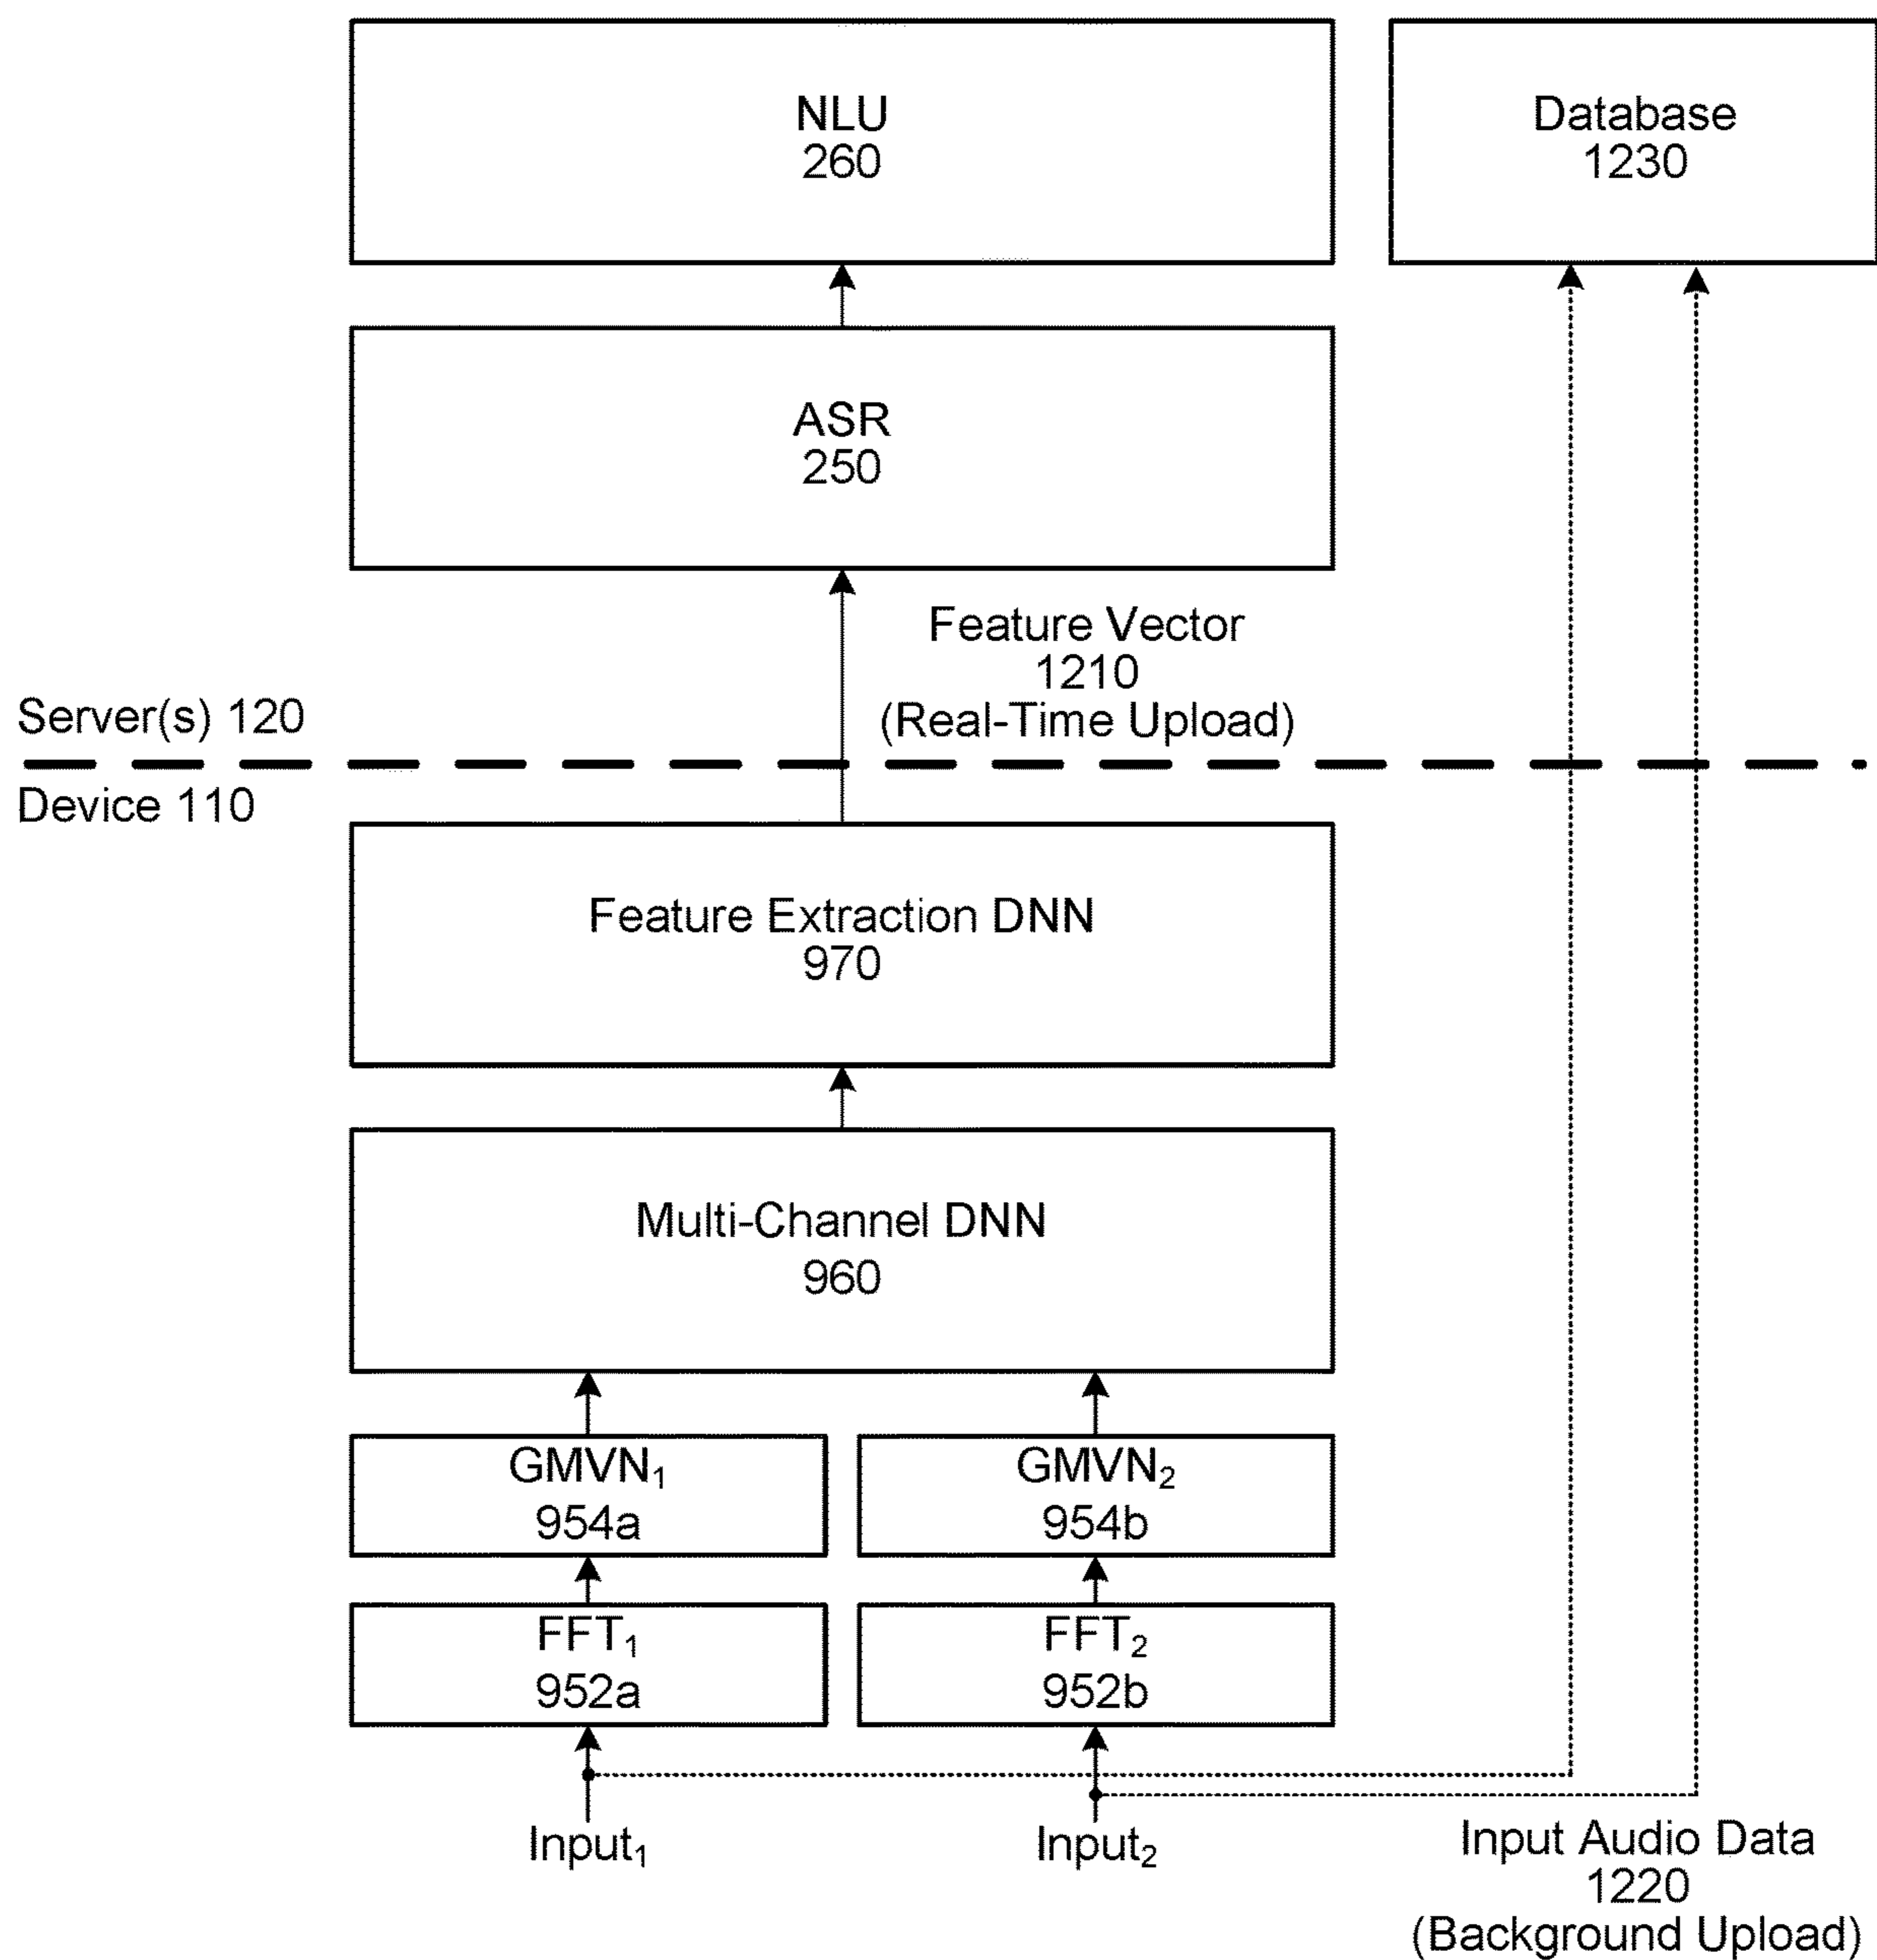 NLU
260
Database
1230
ASR
250
Feature Vector
1210
(Real-Time Upload)
Server(s) 120
Device 110
Feature Extraction DNN
970
Multi-Channel DNN
960
GMVN₁
954a
GMVN₂
954b
FFT₁
952a
FFT₂
952b
Input₁
Input₂
Input Audio Data
1220
(Background Upload)